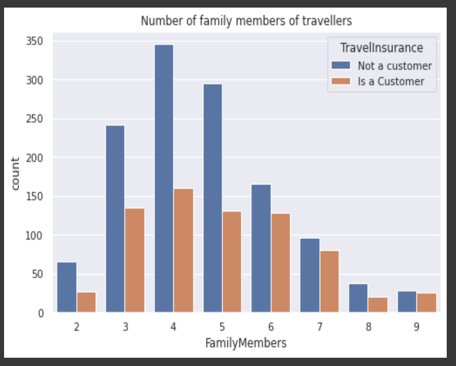 Number of family members of travellers
TravelInsurance
Not a customer
Is a Customer
350
300
250
200
150
100
50
0
count
2 3 4 5 6 7 8 9
FamilyMembers